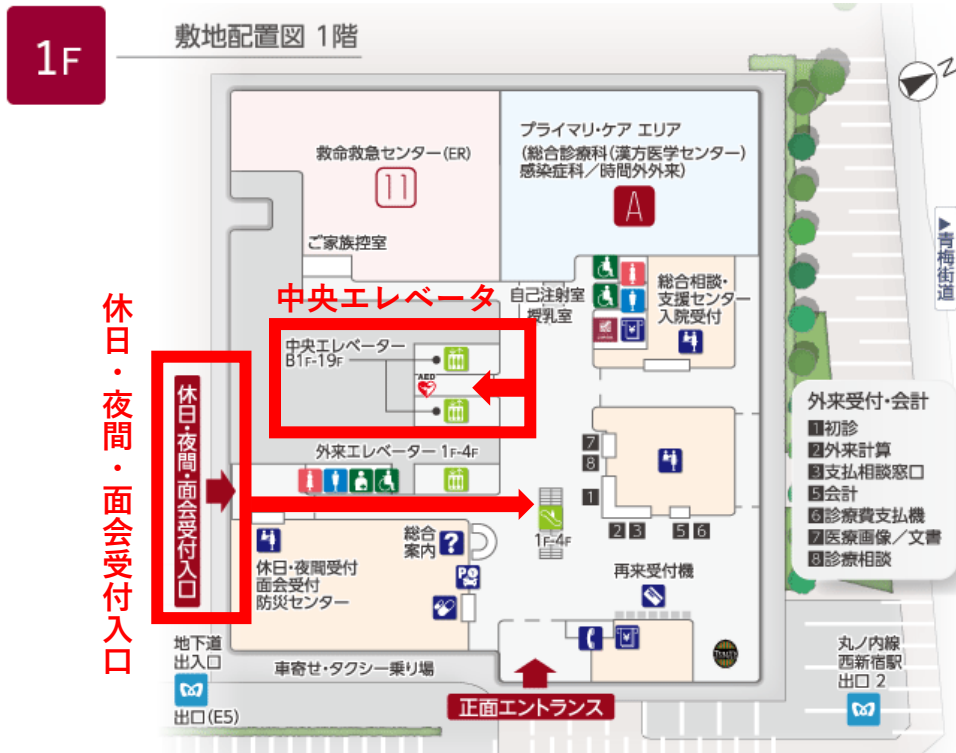 1F
敷地配置図 1階
N
救命救急センター(ER)
11
プライマリ・ケア エリア
(総合診療科(漢方医学センター)
感染症科/時間外外来)
A
ご家族控室
▶青梅街道
中央エレベータ
自己注射室
授乳室
総合相談・
支援センター
入院受付
休日・夜間・面会受付入口
中央エレベーター
B1F-19F
AED
休日・夜間・面会受付入口
外来エレベーター 1F-4F
7
8
1
2 3
5 6
外来受付・会計
1 初診
2 外来計算
3 支払相談窓口
5 会計
6 診療費支払機
7 医療画像/文書
8 診療相談
総合
案内
?
1F-4F
休日・夜間受付
面会受付
防災センター
P
再来受付機
地下道
出入口
出口(E5)
車寄せ・タクシー乗り場
正面エントランス
TULLY'S
丸ノ内線
西新宿駅
出口 2